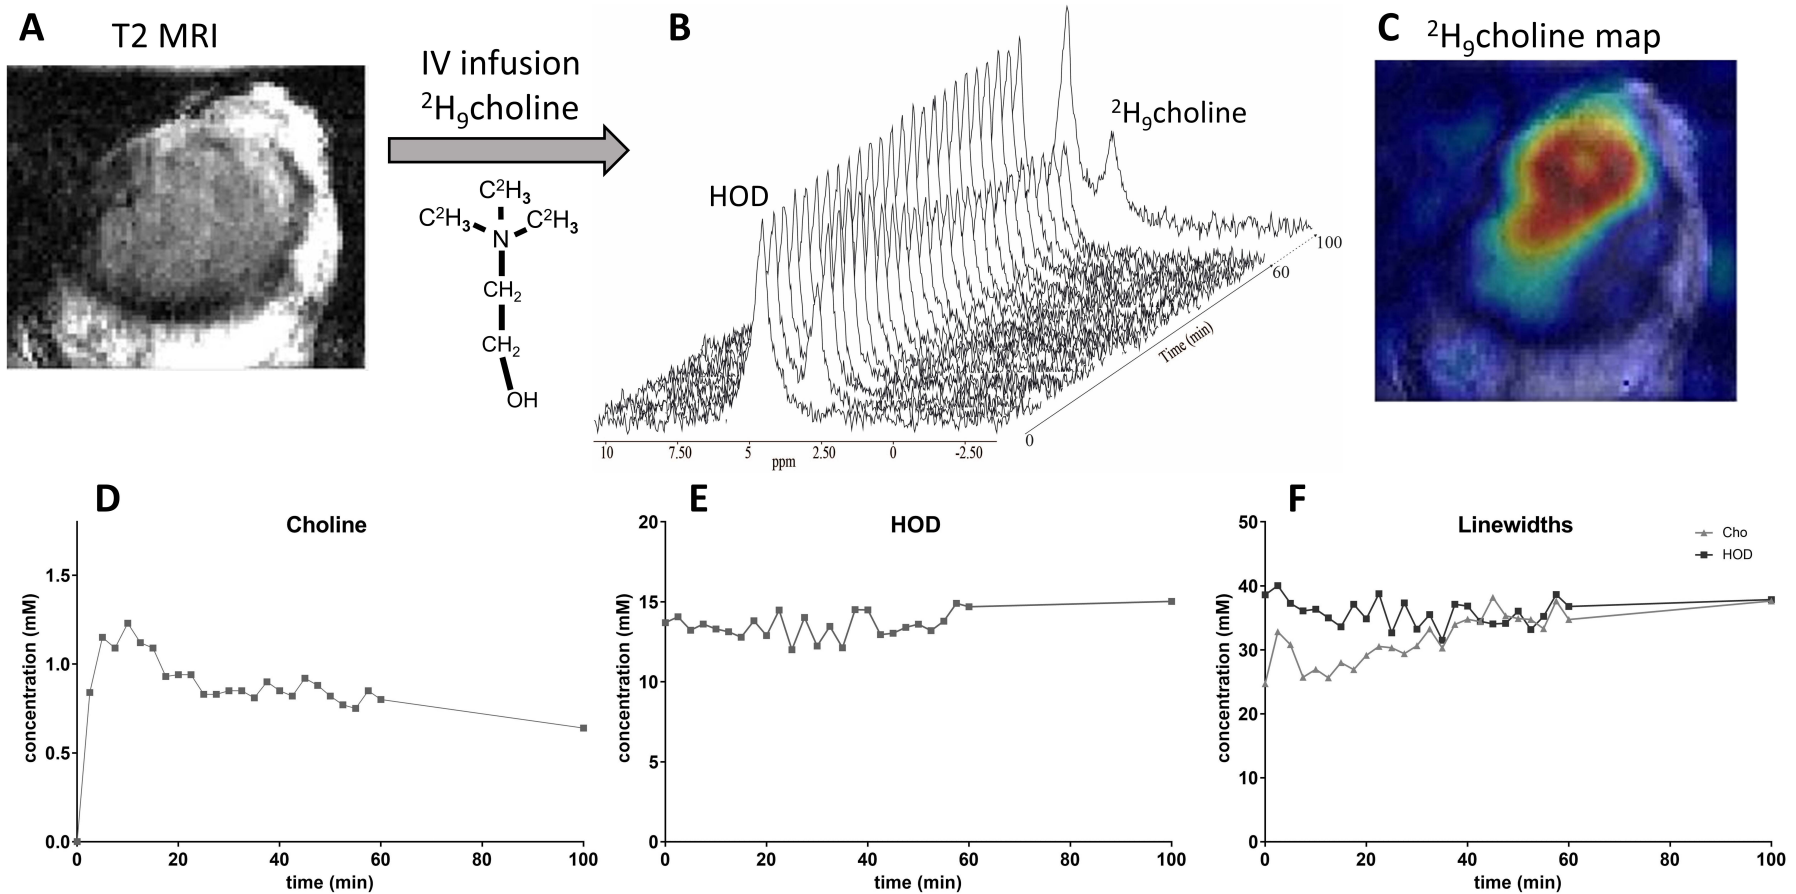 A
T2 MRI
IV infusion
²H₉choline
C²H₃
C²H₃
C²H₃
N
CH₂
CH₂
OH
B
HOD
²H₉choline
100
60
Time (min)
0
10 7.50 5 2.50 0 -2.50
ppm
C
²H₉choline map
D
Choline
concentration (mM)
1.5
1.0
0.5
0.0
0 20 40 60 80 100
time (min)
E
HOD
concentration (mM)
20
15
10
5
0
0 20 40 60 80 100
time (min)
F
Linewidths
Cho
HOD
concentration (mM)
50
40
30
20
10
0
0 20 40 60 80 100
time (min)